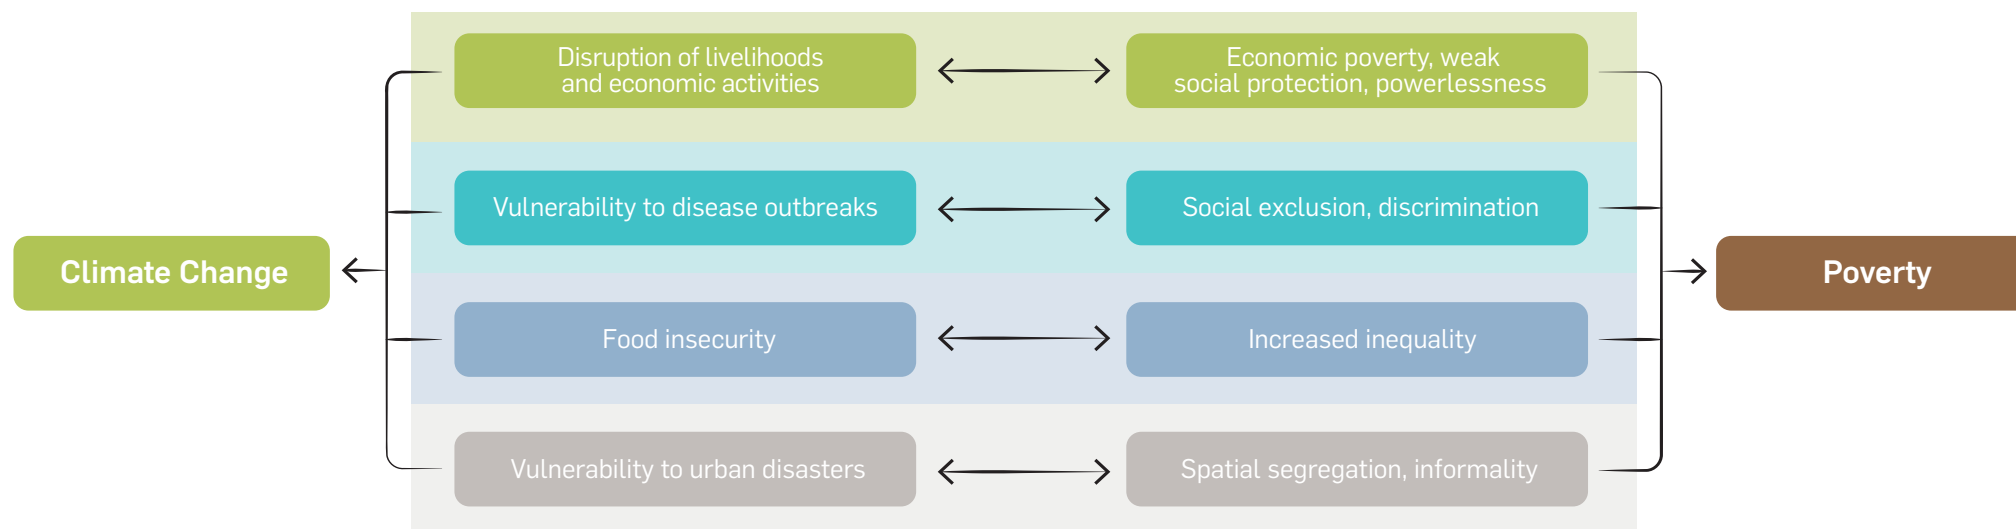 Disruption of livelihoods
and economic activities
Economic poverty, weak
social protection, powerlessness
Vulnerability to disease outbreaks
Social exclusion, discrimination
Climate Change
Poverty
Food insecurity
Increased inequality
Vulnerability to urban disasters
Spatial segregation, informality